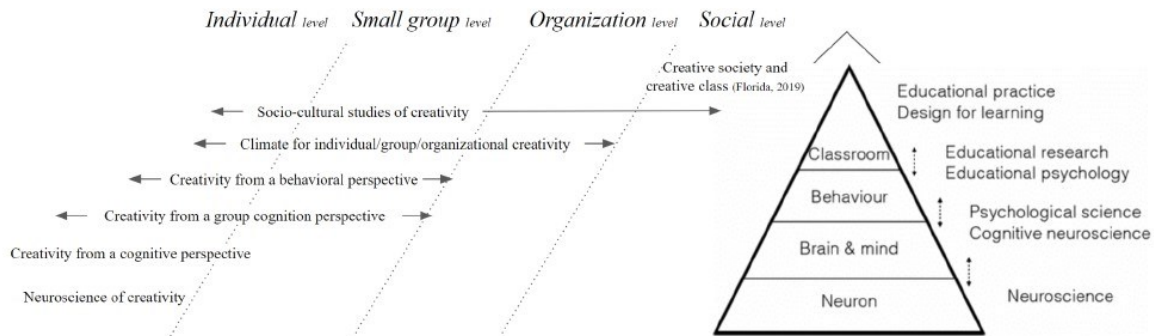 Individual level Small group level Organization level Social level
Creative society and
creative class (Florida, 2019)
Socio-cultural studies of creativity
Climate for individual/group/organizational creativity
Creativity from a behavioral perspective
Creativity from a group cognition perspective
Creativity from a cognitive perspective
Neuroscience of creativity
Educational practice
Design for learning
Classroom
Educational research
Educational psychology
Behaviour
Psychological science
Cognitive neuroscience
Brain & mind
Neuron
Neuroscience